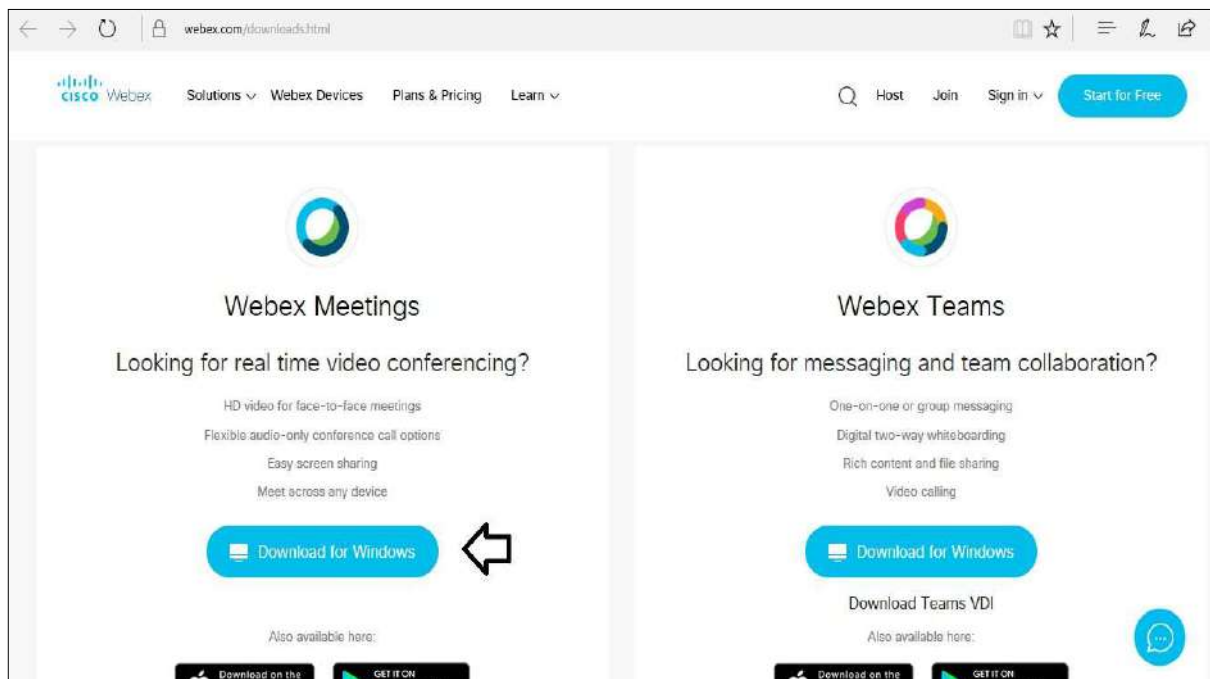 webex.com/downloads.html
CISCO Webex
Solutions
Webex Devices
Plans & Pricing
Learn
Host
Join
Sign in
Start for Free
Webex Meetings
Looking for real time video conferencing?
HD video for face-to-face meetings
Flexible audio-only conference call options
Easy screen sharing
Meet across any device
Download for Windows
Also available here:
Download on the
GET IT ON
Webex Teams
Looking for messaging and team collaboration?
One-on-one or group messaging
Digital two-way whiteboarding
Rich content and file sharing
Video calling
Download for Windows
Download Teams VDI
Also available here:
Download on the
GET IT ON